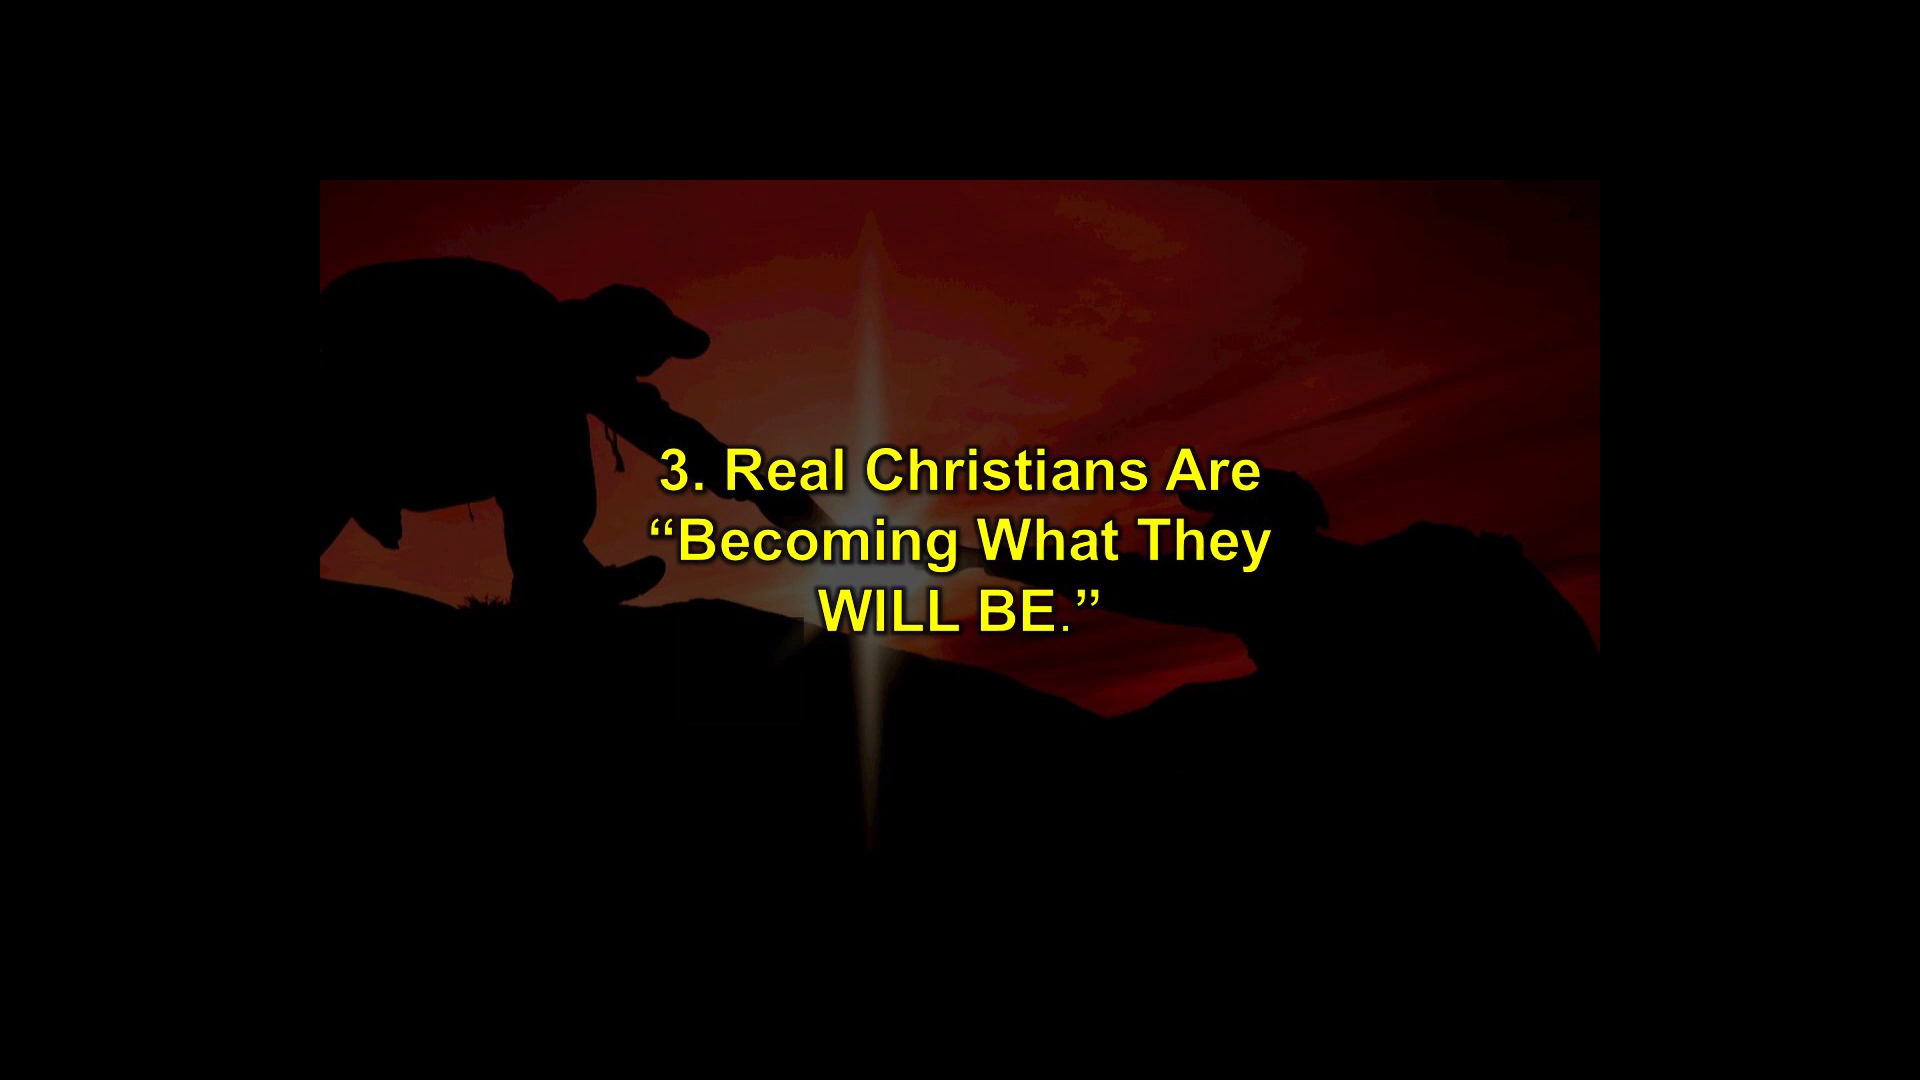 3. Real Christians Are
“Becoming What They
WILL BE.”